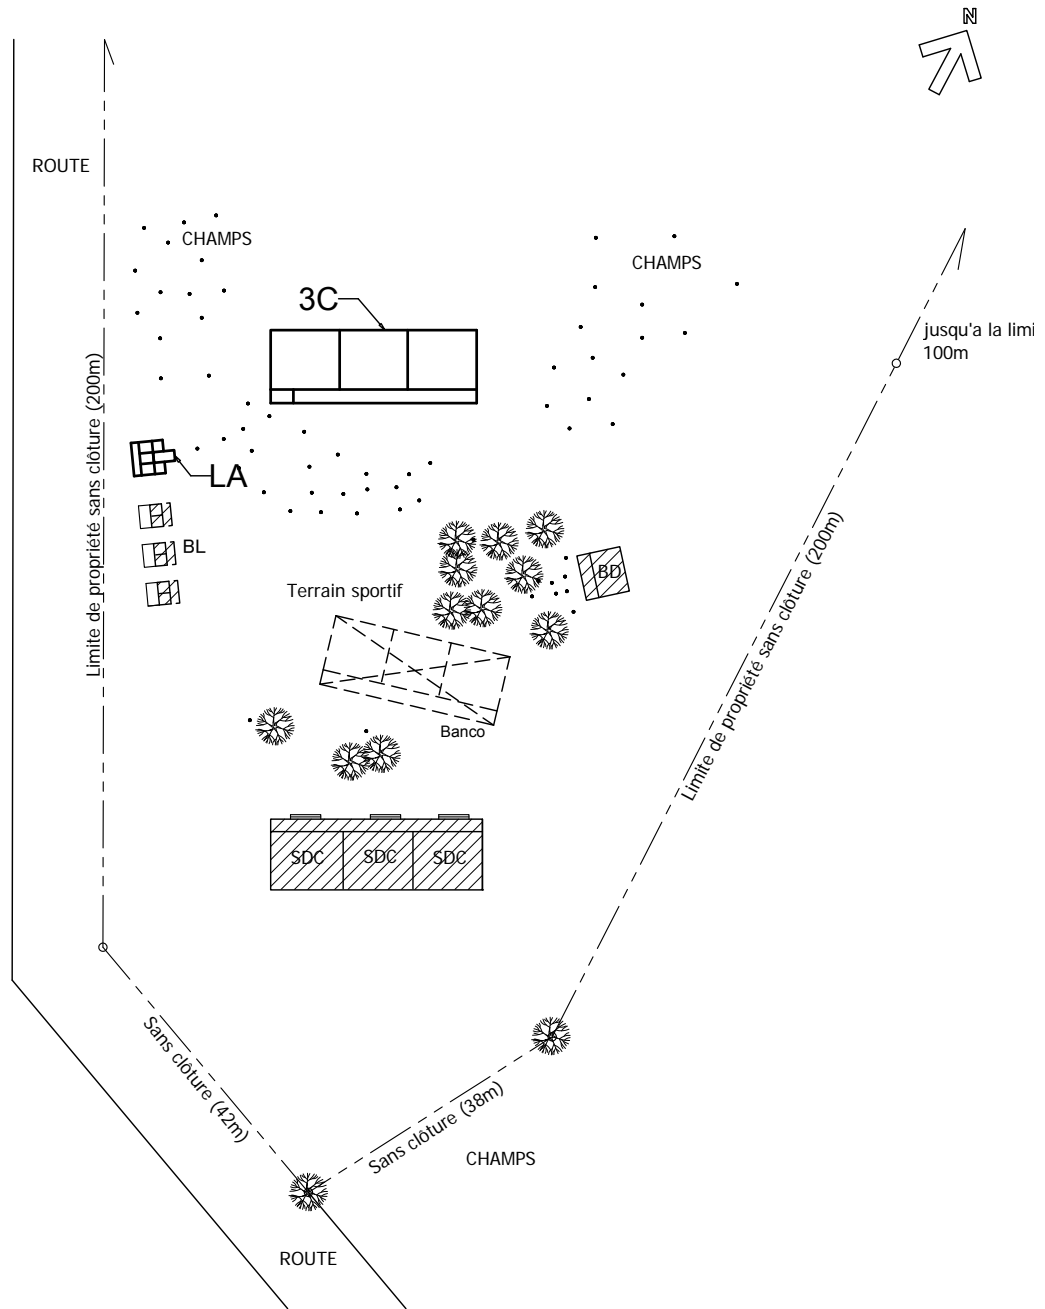 N
ROUTE
CHAMPS
CHAMPS
3C
jusqu'a la limi
100m
Limite de propriété sans clôture (200m)
LA
BL
BD
Terrain sportif
Limite de propriété sans clôture (200m)
Banco
SDC
SDC
SDC
Sans clôture (42m)
Sans clôture (38m)
CHAMPS
ROUTE